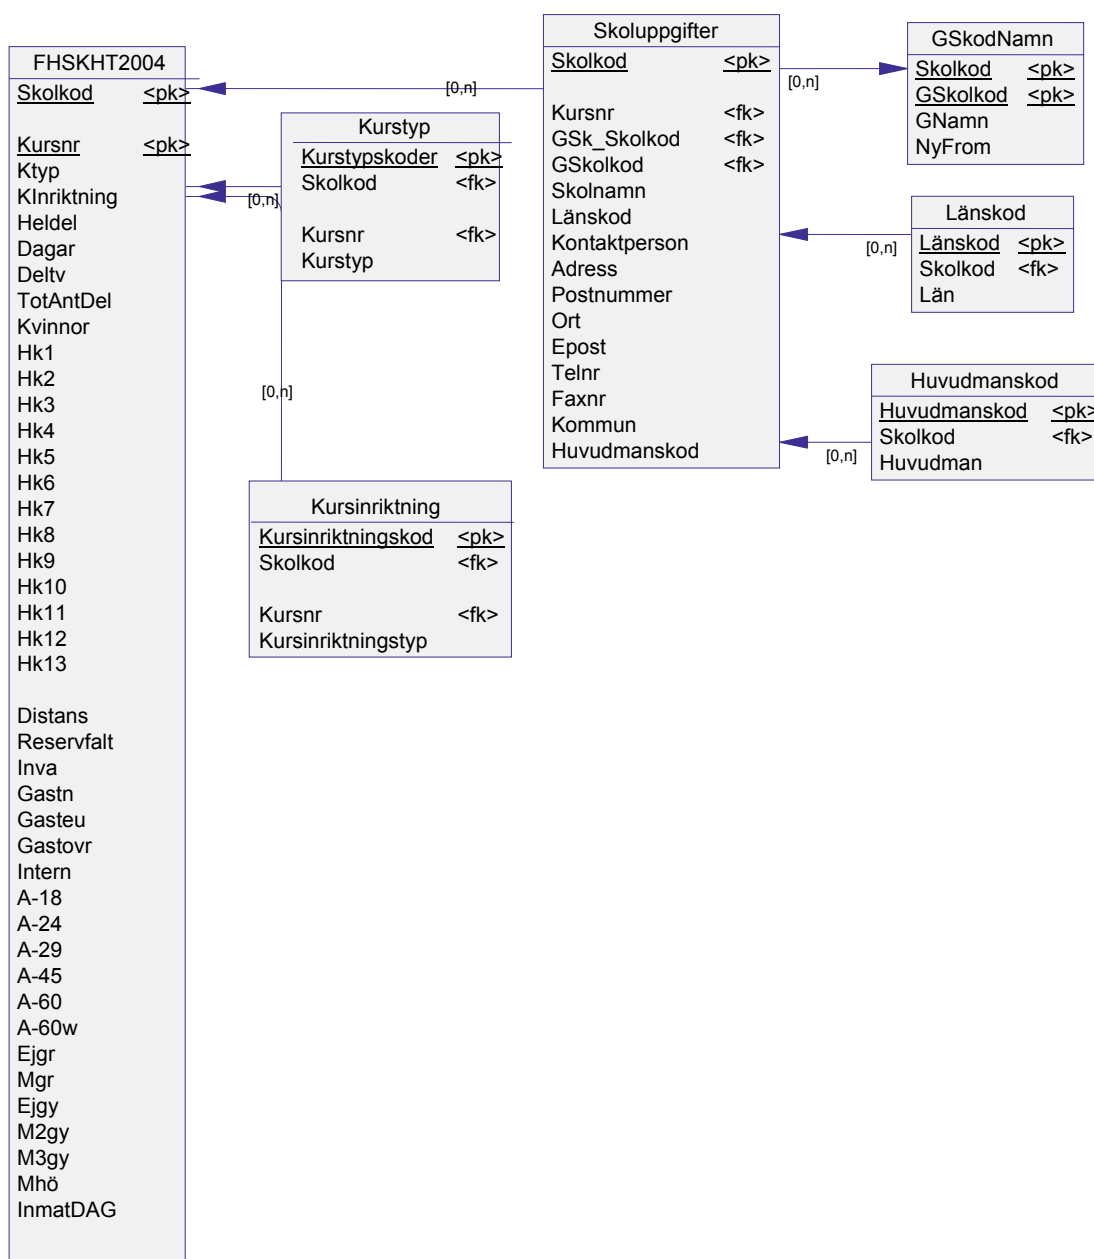 FHSKHT2004
Skolkod <pk>
Kursnr <pk>
Ktyp
KInriktning
Heldel
Dagar
Deltv
TotAntDel
Kvinnor
Hk1
Hk2
Hk3
Hk4
Hk5
Hk6
Hk7
Hk8
Hk9
Hk10
Hk11
Hk12
Hk13
Distans
Reservfalt
Inva
Gastn
Gasteu
Gastovr
Intern
A-18
A-24
A-29
A-45
A-60
A-60w
Ejgr
Mgr
Ejgy
M2gy
M3gy
Mhö
InmatDAG
[0,n]
[0,n]
[0,n]
Kurstyp
Kurstypskoder <pk>
Skolkod <fk>
Kursnr <fk>
Kurstyp
Kursinriktning
Kursinriktningskod <pk>
Skolkod <fk>
Kursnr <fk>
Kursinriktningstyp
Skoluppgifter
Skolkod <pk>
Kursnr <fk>
GSk_Skolkod <fk>
GSkolkod <fk>
Skolnamn
Länskod
Kontaktperson
Adress
Postnummer
Ort
Epost
Telnr
Faxnr
Kommun
Huvudmanskod
[0,n]
[0,n]
[0,n]
GSkodNamn
Skolkod <pk>
GSkolkod <pk>
GNamn
NyFrom
Länskod
Länskod <pk>
Skolkod <fk>
Län
Huvudmanskod
Huvudmanskod <pk>
Skolkod <fk>
Huvudman